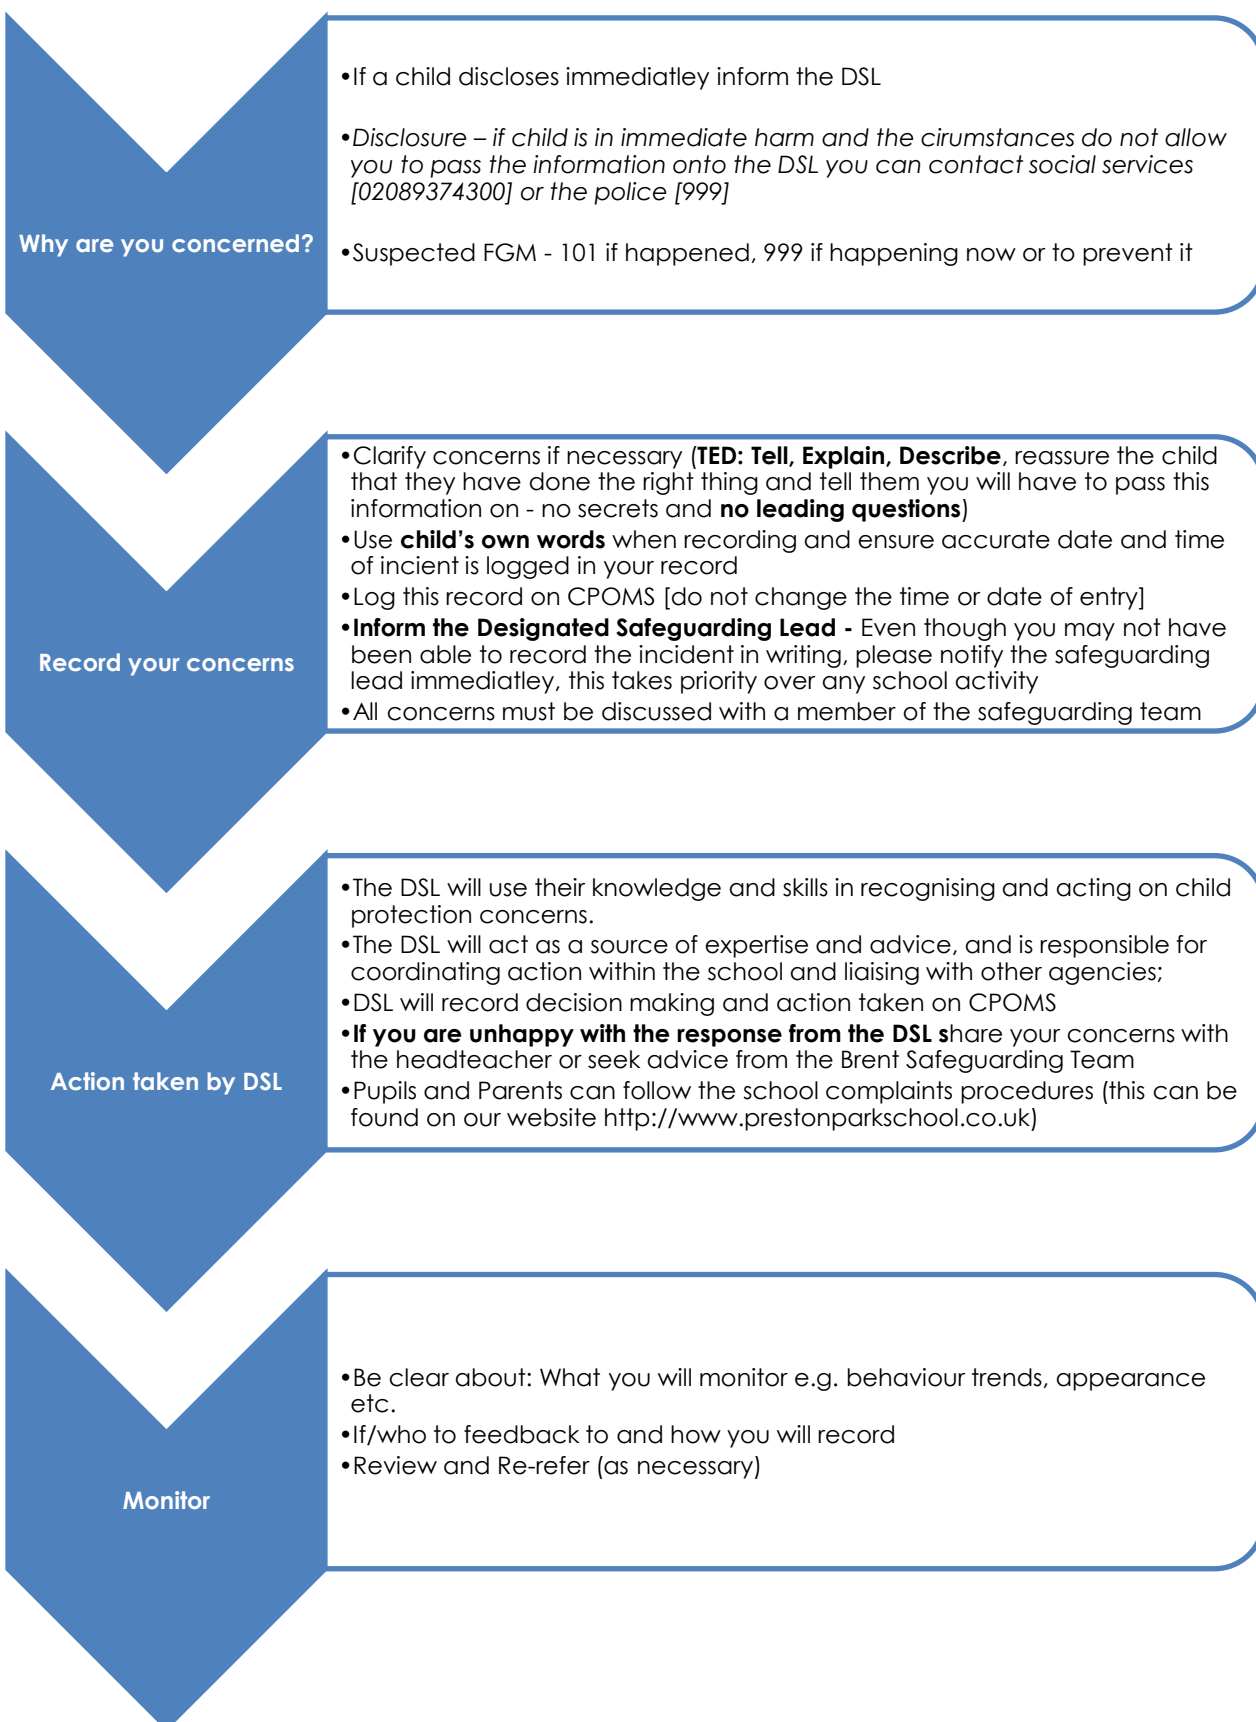 Why are you concerned?
•If a child discloses immediatley inform the DSL
•Disclosure – if child is in immediate harm and the cirumstances do not allow
you to pass the information onto the DSL you can contact social services
[02089374300] or the police [999]
•Suspected FGM - 101 if happened, 999 if happening now or to prevent it
Record your concerns
•Clarify concerns if necessary (TED: Tell, Explain, Describe, reassure the child
that they have done the right thing and tell them you will have to pass this
information on - no secrets and no leading questions)
•Use child's own words when recording and ensure accurate date and time
of incient is logged in your record
•Log this record on CPOMS [do not change the time or date of entry]
•Inform the Designated Safeguarding Lead - Even though you may not have
been able to record the incident in writing, please notify the safeguarding
lead immediatley, this takes priority over any school activity
•All concerns must be discussed with a member of the safeguarding team
Action taken by DSL
•The DSL will use their knowledge and skills in recognising and acting on child
protection concerns.
•The DSL will act as a source of expertise and advice, and is responsible for
coordinating action within the school and liaising with other agencies;
•DSL will record decision making and action taken on CPOMS
•If you are unhappy with the response from the DSL share your concerns with
the headteacher or seek advice from the Brent Safeguarding Team
•Pupils and Parents can follow the school complaints procedures (this can be
found on our website http://www.prestonparkschool.co.uk)
Monitor
•Be clear about: What you will monitor e.g. behaviour trends, appearance
etc.
•If/who to feedback to and how you will record
•Review and Re-refer (as necessary)